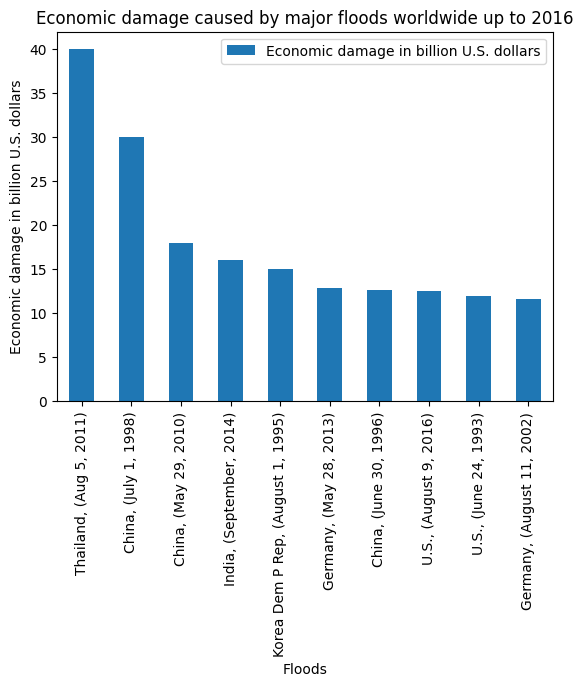 Economic damage caused by major floods worldwide up to 2016
Economic damage in billion U.S. dollars
Economic damage in billion U.S. dollars
40
35
30
25
20
15
10
5
0
Thailand, (Aug 5, 2011)
China, (July 1, 1998)
China, (May 29, 2010)
India, (September, 2014)
Korea Dem P Rep, (August 1, 1995)
Germany, (May 28, 2013)
China, (June 30, 1996)
U.S., (August 9, 2016)
U.S., (June 24, 1993)
Germany, (August 11, 2002)
Floods